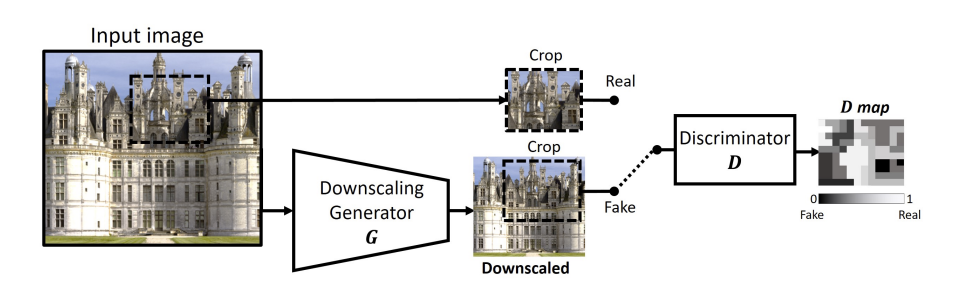 Input image
Crop
Real
Crop
Downscaling
Generator
G
Downscaled
Fake
Discriminator
D
D map
0 1
Fake Real